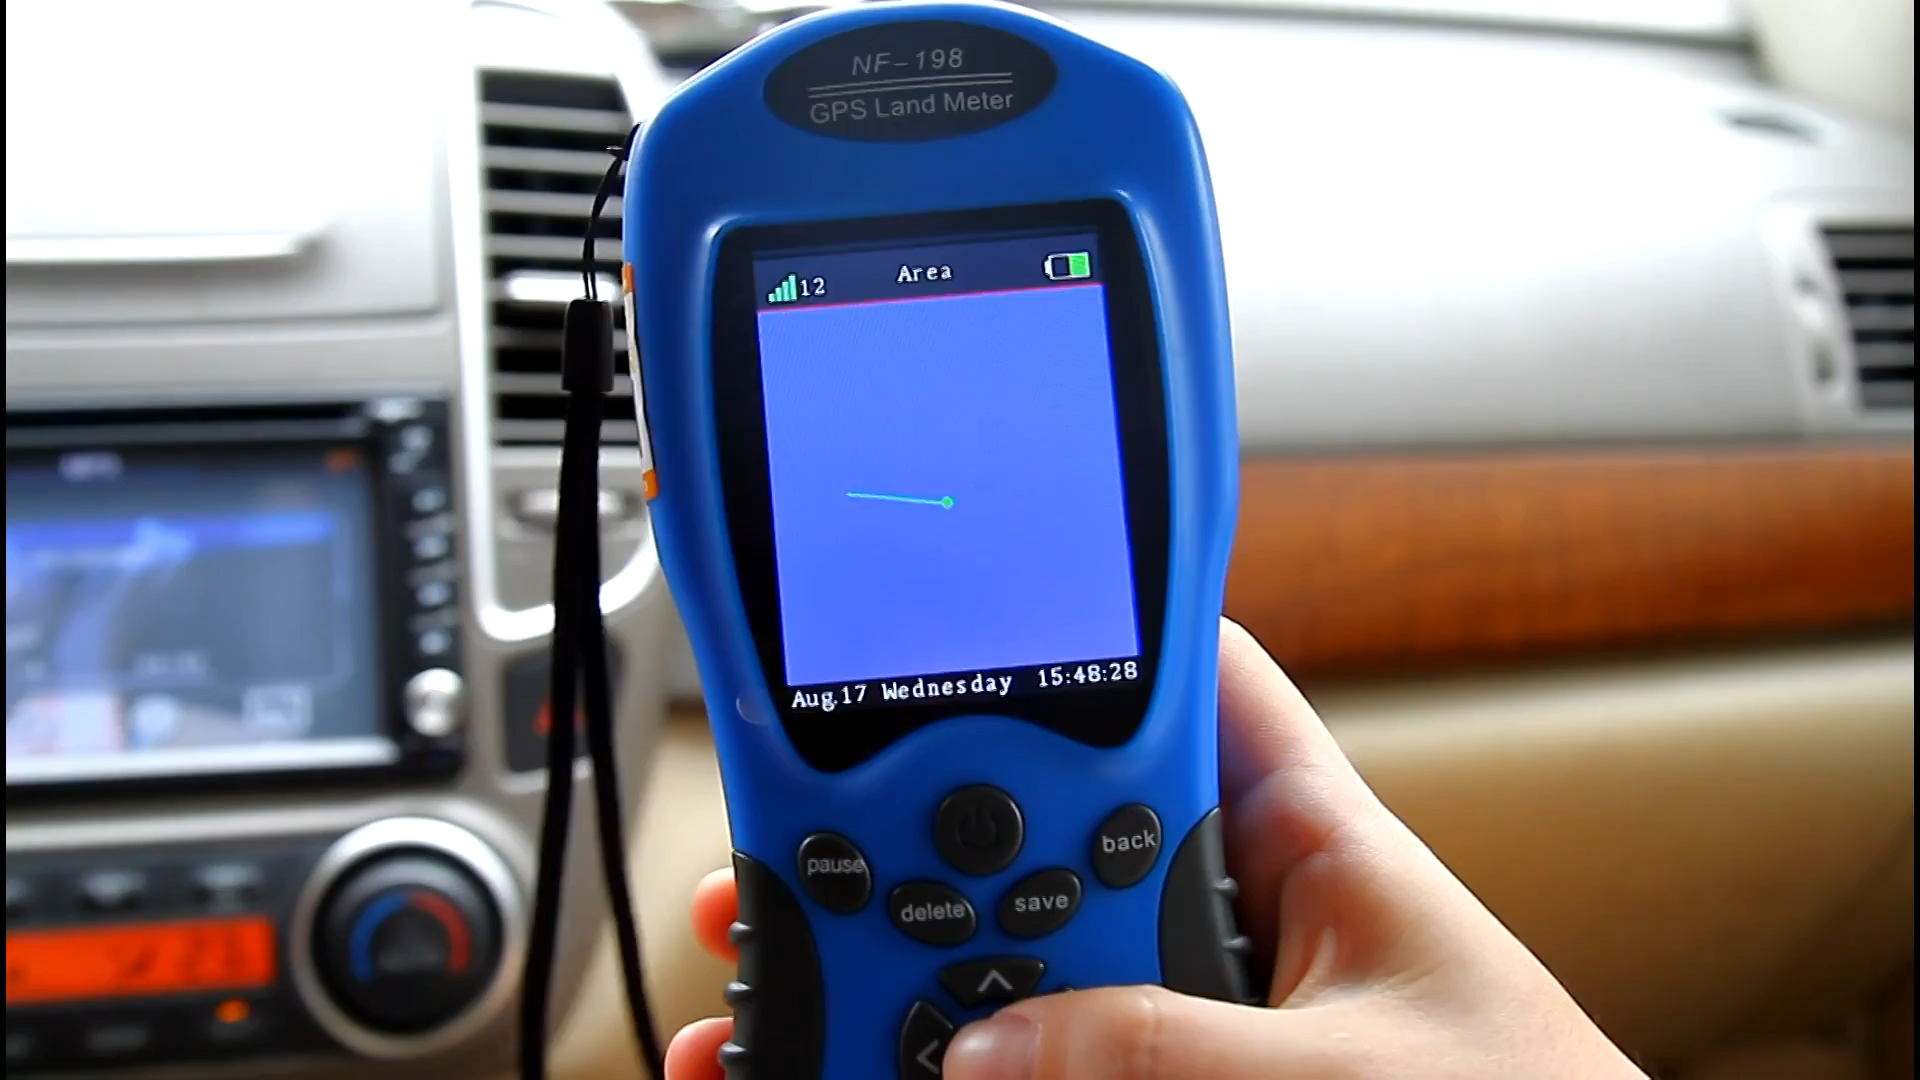 NF-198
GPS Land Meter
12 Area
Aug.17 Wednesday 15:48:28
pause
back
delete
save